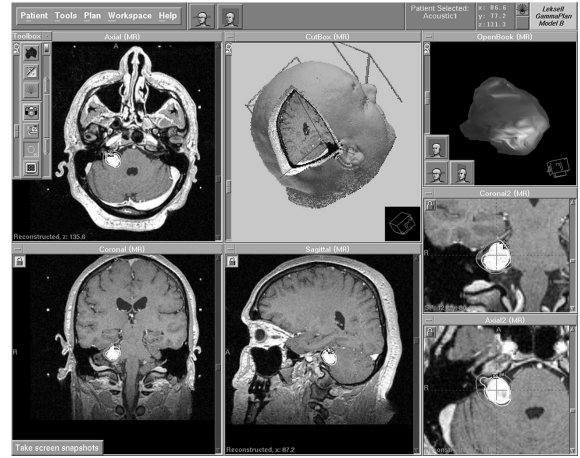 Patient Tools Plan Workspace Help
Patient Selected:
Acoustic1
x: 86.6
y: 77.2
z:131.3
Leksell
GammaPlan
Model B
Toolbox
Axial (MR)
CutBox (MR)
OpenBook (MR)
A
Reconstructed, z: 135.6
Coronal2 (MR)
R
Coronal (MR)
Sagittal (MR)
Axial2 (MR)
R
A
A
R
Take screen snapshots
Reconstructed, x: 87.2